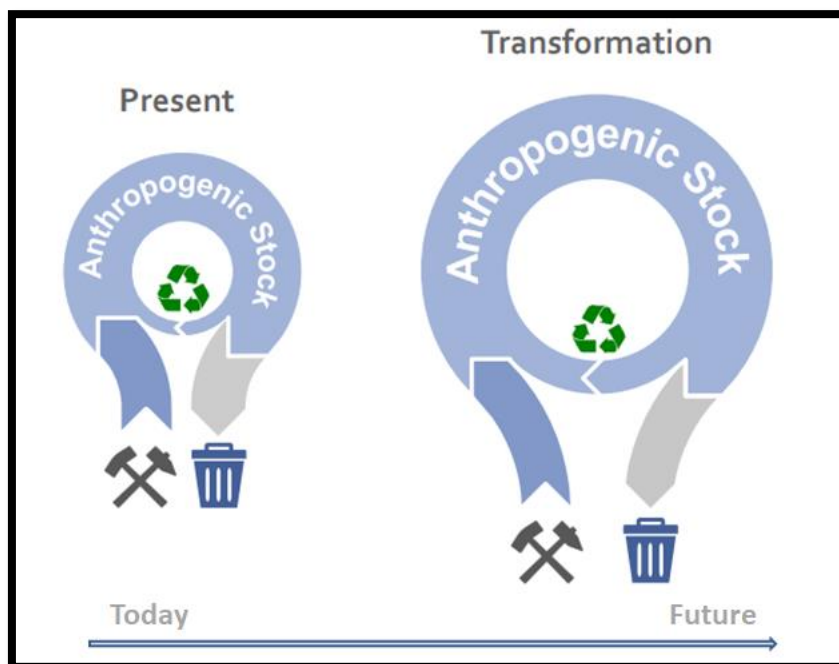 Transformation
Present
Anthropogenic Stock
Anthropogenic Stock
Today
Future